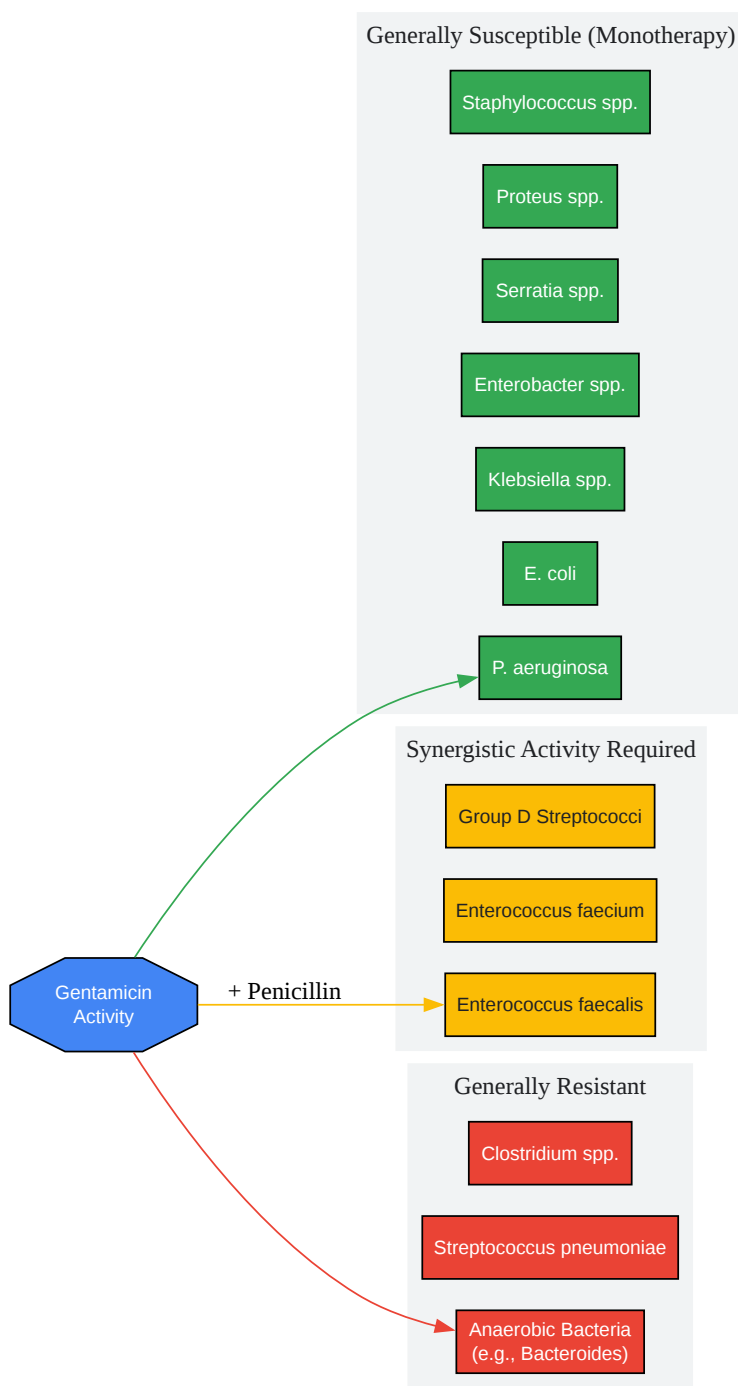 Generally Susceptible (Monotherapy)
Staphylococcus spp.
Proteus spp.
Serratia spp.
Enterobacter spp.
Klebsiella spp.
E. coli
P. aeruginosa
Synergistic Activity Required
Group D Streptococci
Enterococcus faecium
Gentamicin
Activity
+ Penicillin
Enterococcus faecalis
Generally Resistant
Clostridium spp.
Streptococcus pneumoniae
Anaerobic Bacteria
(e.g., Bacteroides)